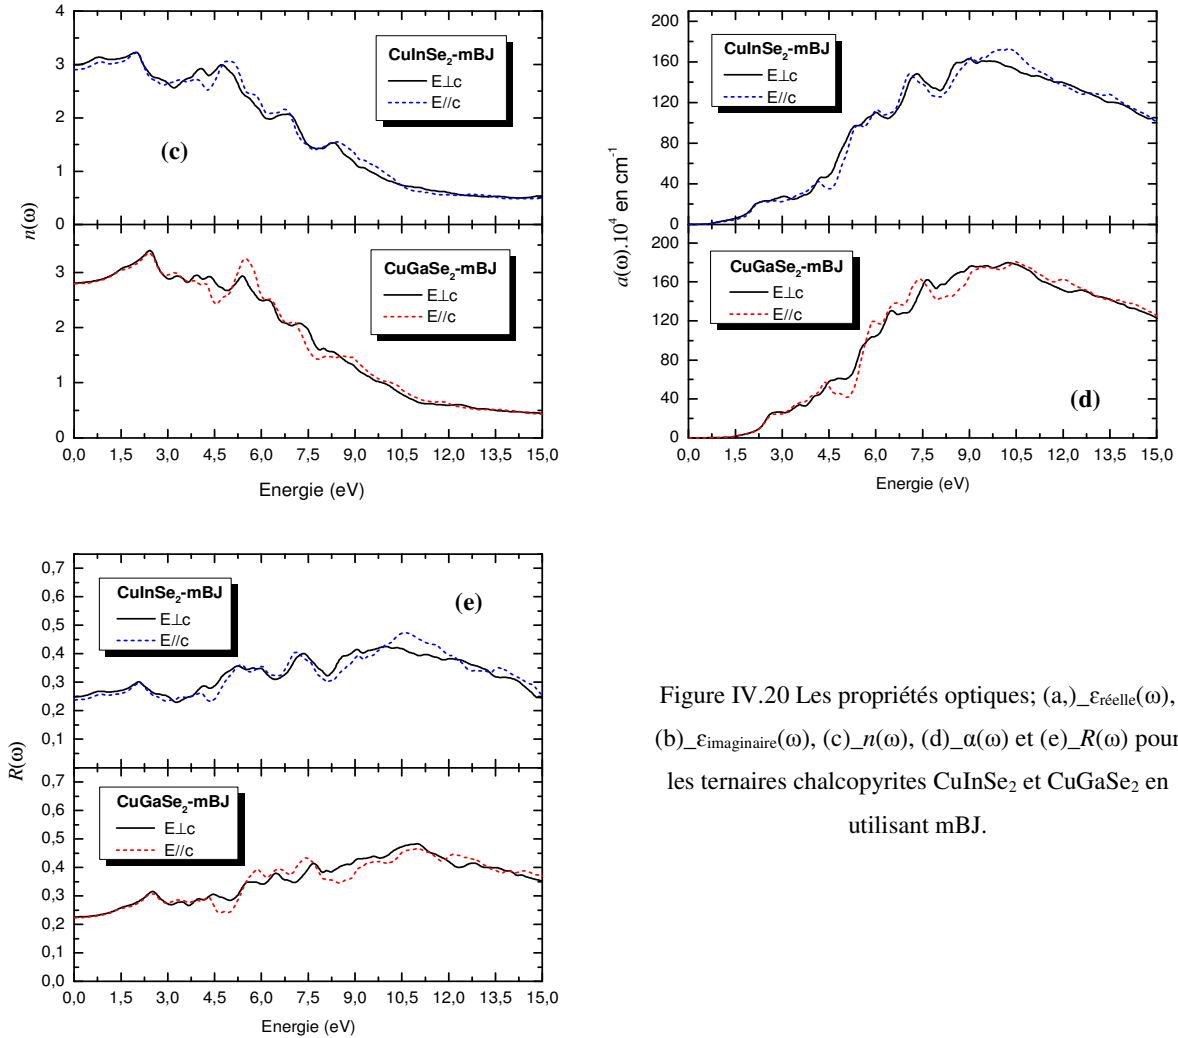 CuInSe2-mBJ
E⊥c
E//c
(c)
4
3
2
1
0
n(ω)
CuGaSe2-mBJ
E⊥c
E//c
3
2
1
0
0,0 1,5 3,0 4,5 6,0 7,5 9,0 10,5 12,0 13,5 15,0
Energie (eV)
CuInSe2-mBJ
E⊥c
E//c
200
160
120
80
40
0
a(ω).10⁴ en cm⁻¹
CuGaSe2-mBJ
E⊥c
E//c
200
160
120
80
40
0
(d)
0,0 1,5 3,0 4,5 6,0 7,5 9,0 10,5 12,0 13,5 15,0
Energie (eV)
0,7
0,6
0,5
0,4
0,3
0,2
0,1
CuInSe2-mBJ
E⊥c
E//c
(e)
R(ω)
0,7
0,6
0,5
0,4
0,3
0,2
0,1
0,0
CuGaSe2-mBJ
E⊥c
E//c
0,0 1,5 3,0 4,5 6,0 7,5 9,0 10,5 12,0 13,5 15,0
Energie (eV)
Figure IV.20 Les propriétés optiques; (a,)_εréelle(ω),
(b)_εimaginaire(ω), (c)_n(ω), (d)_α(ω) et (e)_R(ω) pour
les ternaires chalcopyrites CuInSe2 et CuGaSe2 en
utilisant mBJ.